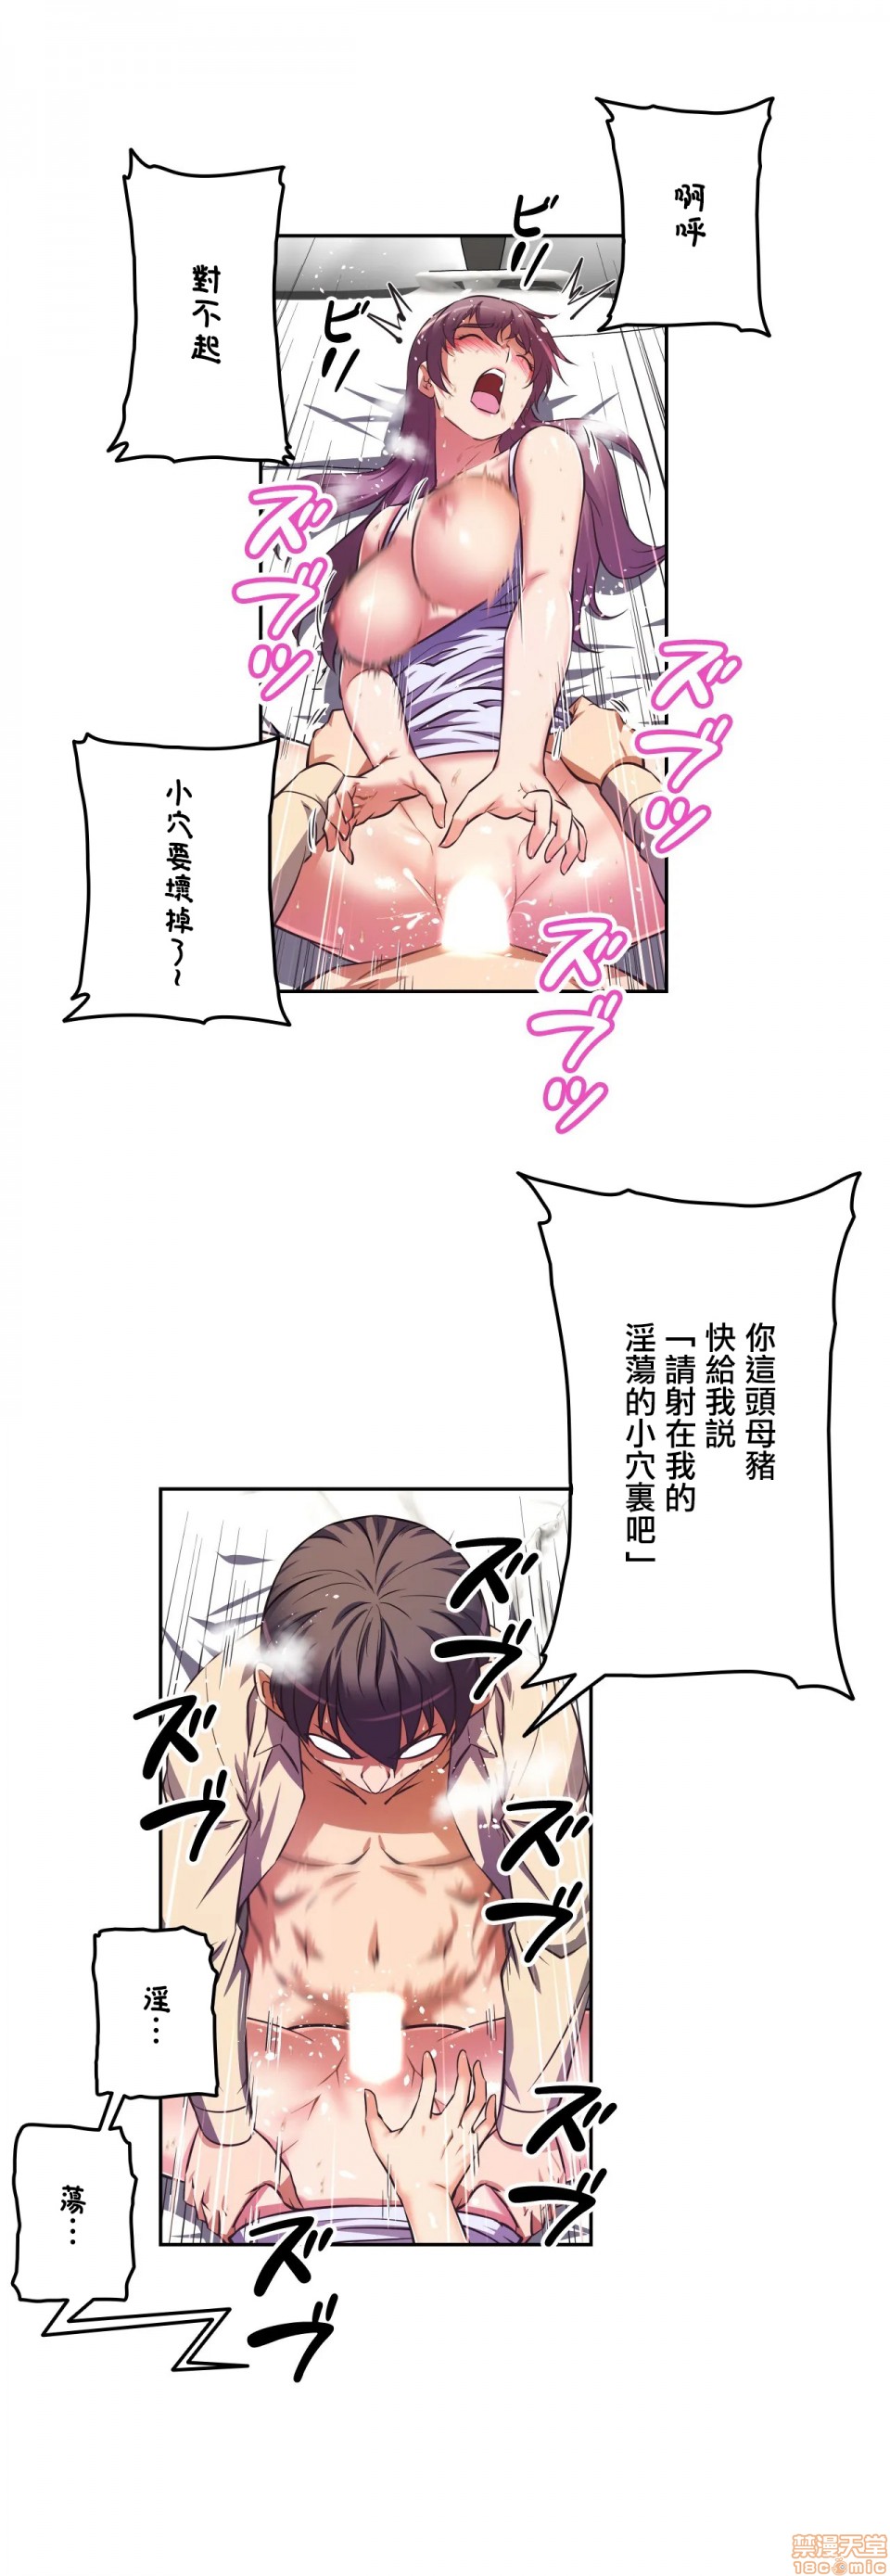 啊呼
ビッ
對不起
ビッ
ズブッ
ズブッ
小穴要壞掉了~
ズブッ
你這頭母豬
快給我説
「請射在我的
淫蕩的小穴裏吧」
ズブ
ズブ
ズブ
淫…
ズブ
蕩…
ズブ
禁漫天堂
18comic